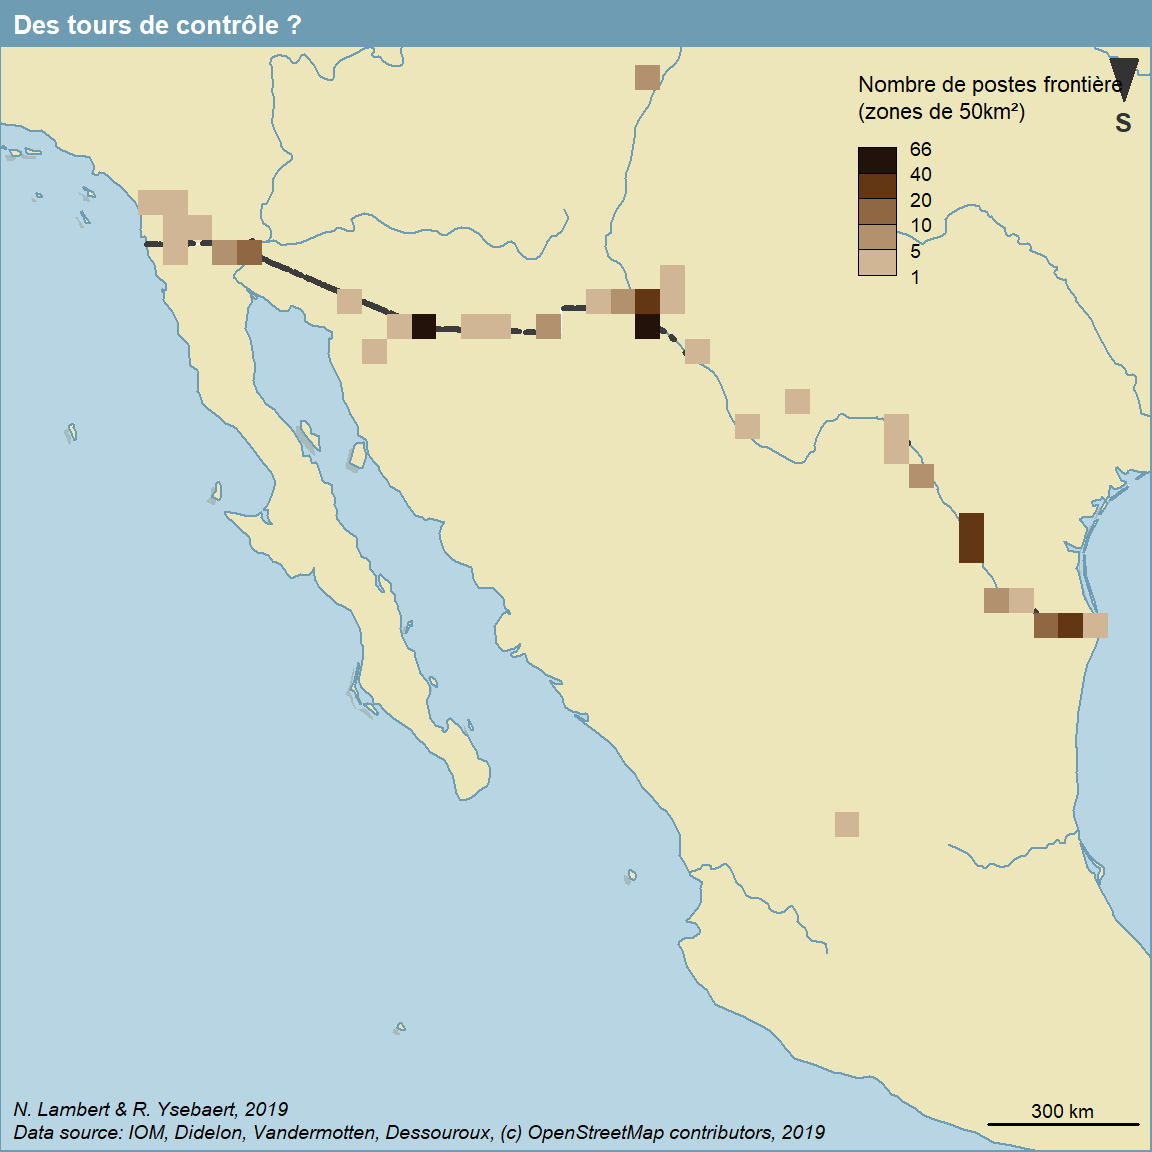 Des tours de contrôle ?
Nombre de postes frontière
(zones de 50km²)
S
66
40
20
10
5
1
300 km
N. Lambert & R. Ysebaert, 2019
Data source: IOM, Didelon, Vandermotten, Dessouroux, (c) OpenStreetMap contributors, 2019